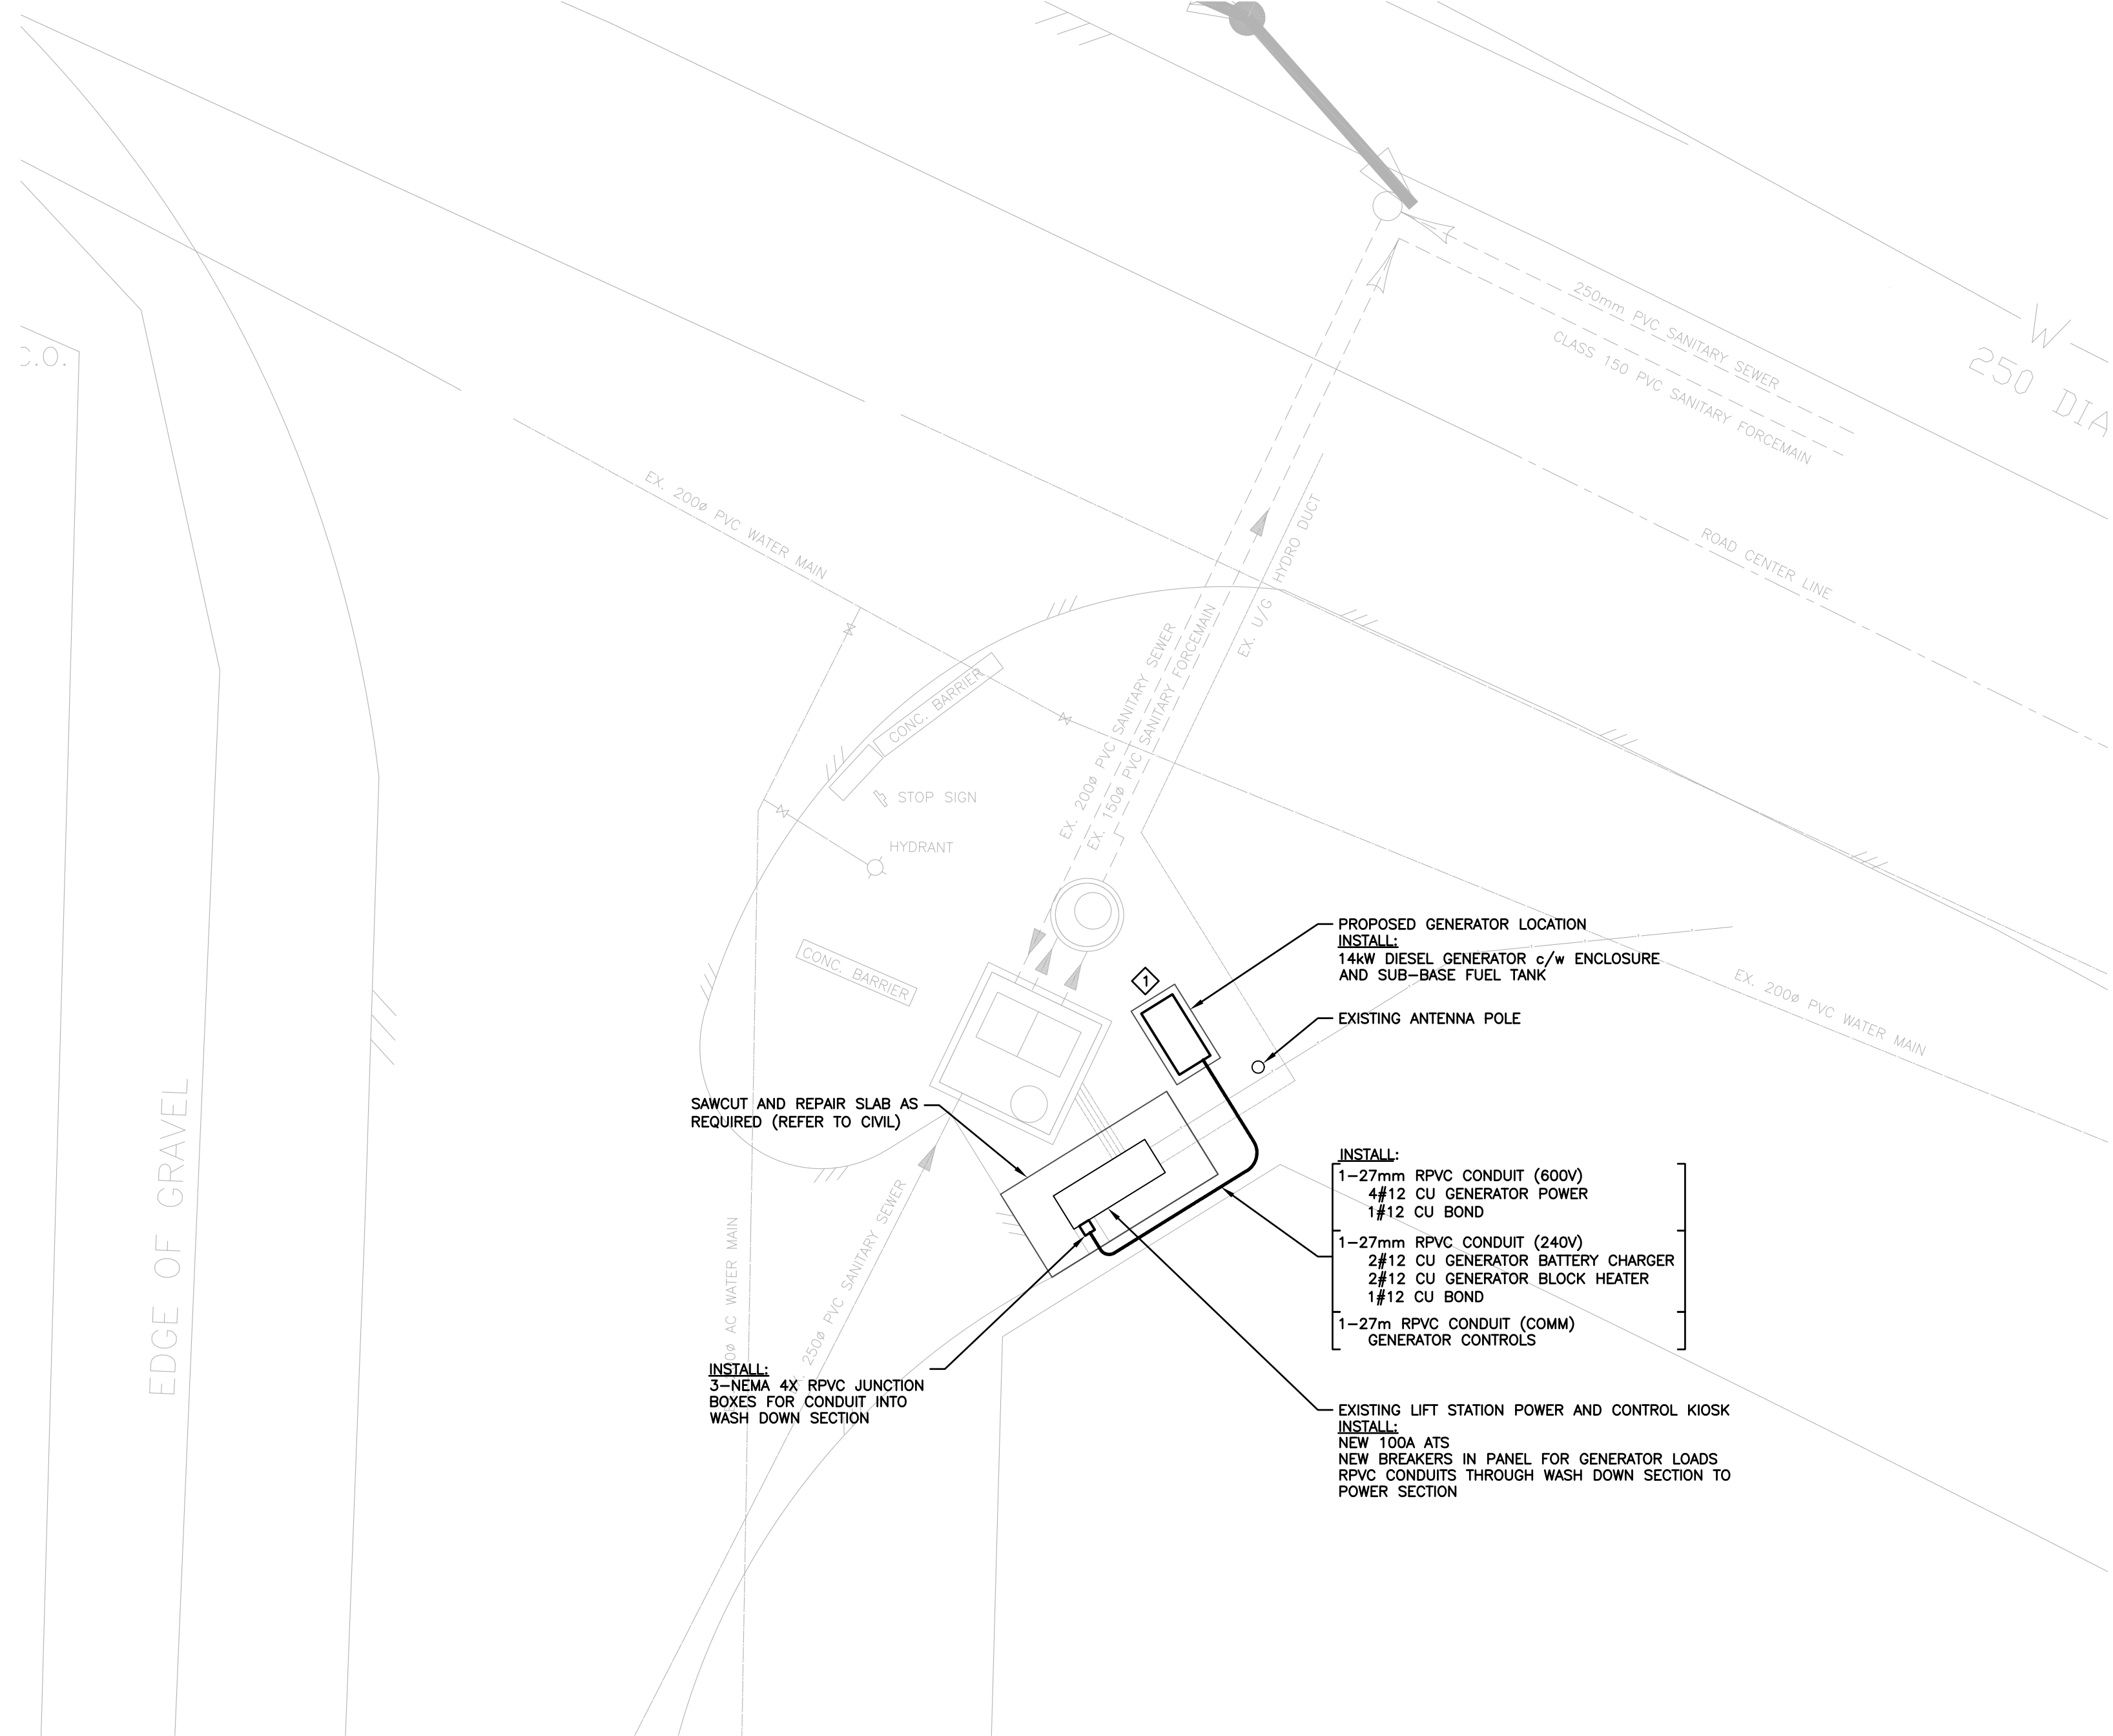 C.O.
W
250 DIA
250mm PVC SANITARY SEWER
CLASS 150 PVC SANITARY FORCEMAIN
EX. 200ø PVC WATER MAIN
ROAD CENTER LINE
EX. U/G HYDRO DUCT
EX. 200ø PVC SANITARY SEWER
EX. 150ø PVC SANITARY FORCEMAIN
CONC. BARRIER
STOP SIGN
HYDRANT
CONC. BARRIER
1
PROPOSED GENERATOR LOCATION
INSTALL:
14kW DIESEL GENERATOR c/w ENCLOSURE
AND SUB-BASE FUEL TANK
EXISTING ANTENNA POLE
EX. 200ø PVC WATER MAIN
SAWCUT AND REPAIR SLAB AS
REQUIRED (REFER TO CIVIL)
EDGE OF GRAVEL
0ø AC WATER MAIN
250ø PVC SANITARY SEWER
INSTALL:
1-27mm RPVC CONDUIT (600V)
4#12 CU GENERATOR POWER
1#12 CU BOND
1-27mm RPVC CONDUIT (240V)
2#12 CU GENERATOR BATTERY CHARGER
2#12 CU GENERATOR BLOCK HEATER
1#12 CU BOND
1-27m RPVC CONDUIT (COMM)
GENERATOR CONTROLS
INSTALL:
3-NEMA 4X RPVC JUNCTION
BOXES FOR CONDUIT INTO
WASH DOWN SECTION
EXISTING LIFT STATION POWER AND CONTROL KIOSK
INSTALL:
NEW 100A ATS
NEW BREAKERS IN PANEL FOR GENERATOR LOADS
RPVC CONDUITS THROUGH WASH DOWN SECTION TO
POWER SECTION